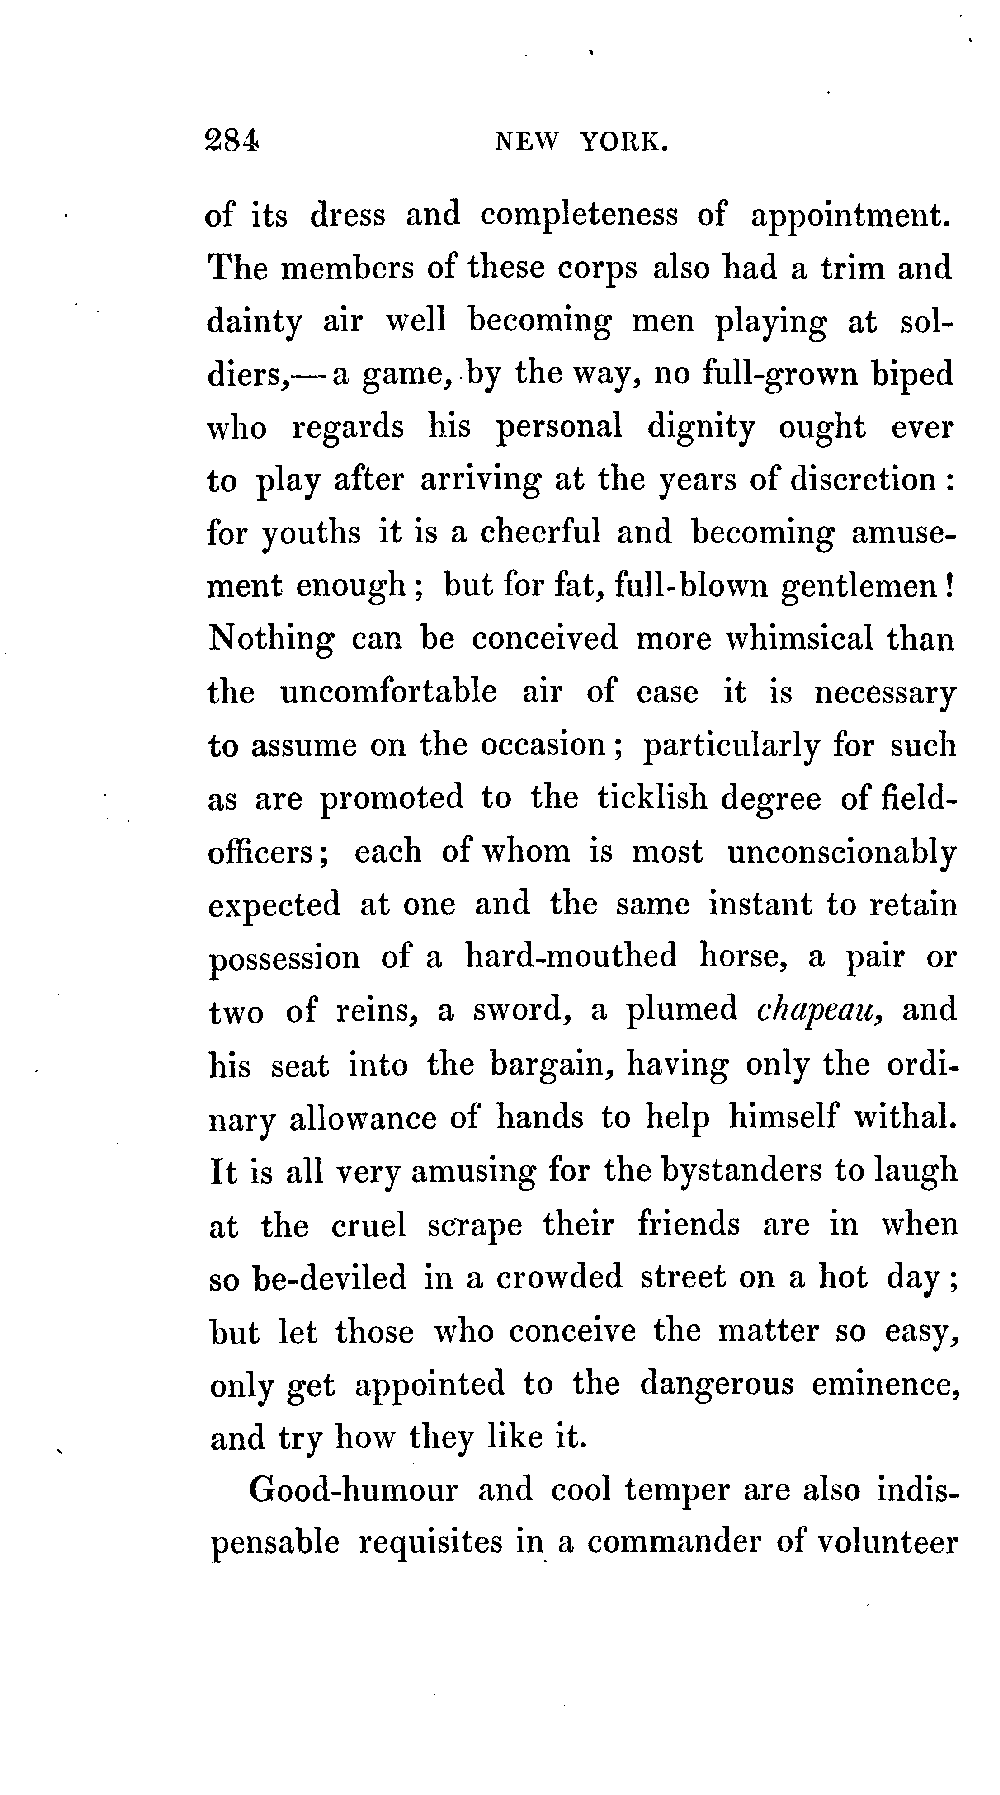 284 NEW YORK.
of its dress and completeness of appointment.
The members of these corps also had a trim and
dainty air well becoming men playing at sol-
diers,—a game, by the way, no full-grown biped
who regards his personal dignity ought ever
to play after arriving at the years of discretion :
for youths it is a cheerful and becoming amuse-
ment enough ; but for fat, full-blown gentlemen !
Nothing can be conceived more whimsical than
the uncomfortable air of ease it is necessary
to assume on the occasion ; particularly for such
as are promoted to the ticklish degree of field-
officers ; each of whom is most unconscionably
expected at one and the same instant to retain
possession of a hard-mouthed horse, a pair or
two of reins, a sword, a plumed chapeau, and
his seat into the bargain, having only the ordi-
nary allowance of hands to help himself withal.
It is all very amusing for the bystanders to laugh
at the cruel scrape their friends are in when
so be-deviled in a crowded street on a hot day ;
but let those who conceive the matter so easy,
only get appointed to the dangerous eminence,
and try how they like it.
Good-humour and cool temper are also indis-
pensable requisites in a commander of volunteer